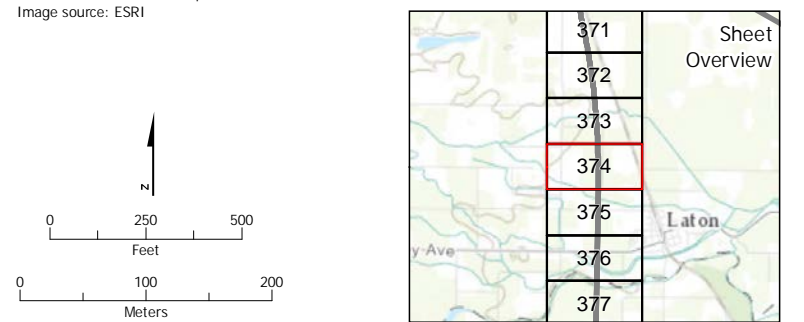 Image source: ESRI
N
0 250 500
Feet
0 100 200
Meters
Sheet
Overview
371
372
373
374
375
376
377
Laton
y Ave